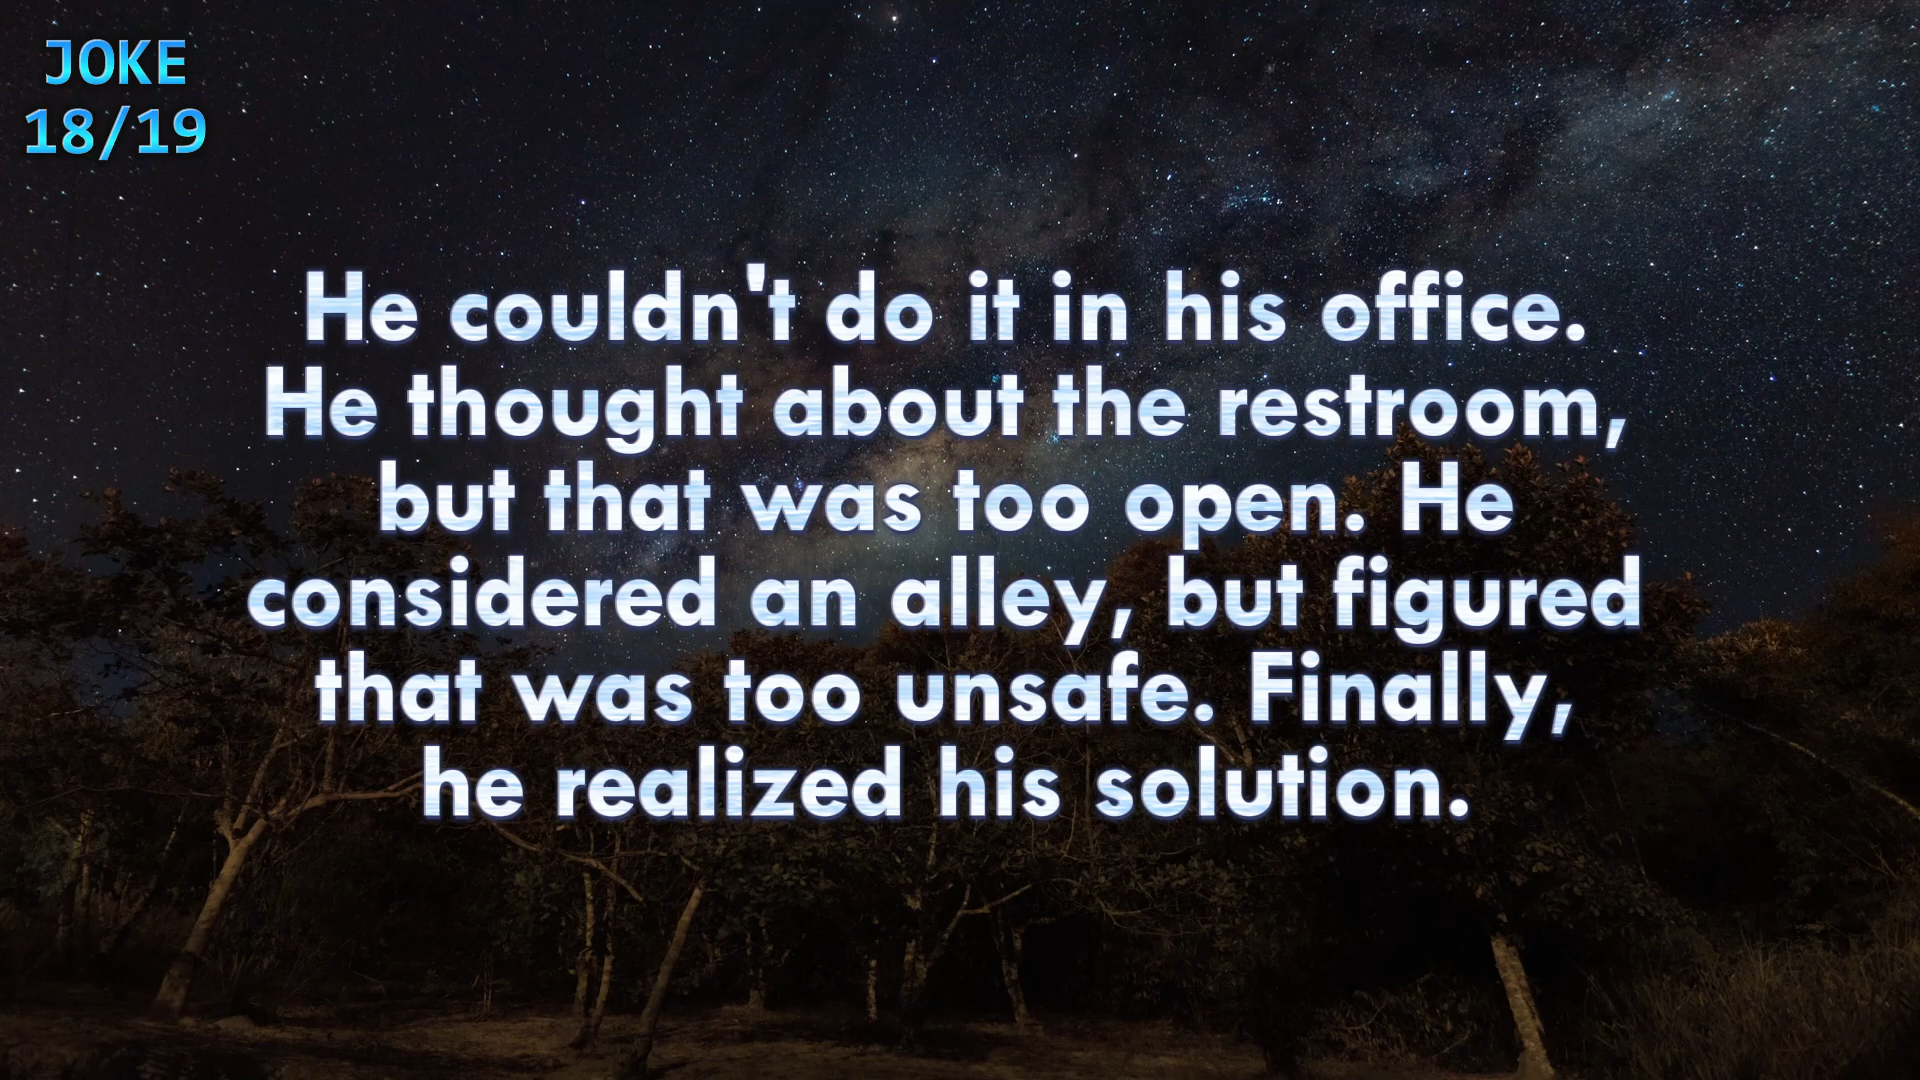 JOKE
18/19
He couldn't do it in his office.
He thought about the restroom,
but that was too open. He
considered an alley, but figured
that was too unsafe. Finally,
he realized his solution.